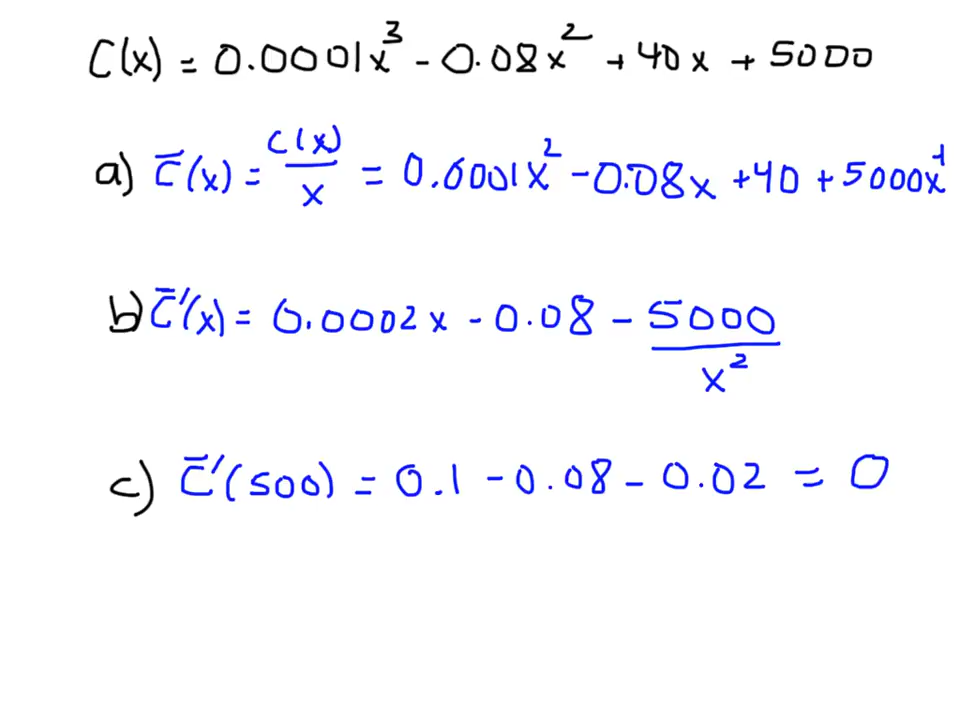 C(x) = 0.0001x³ - 0.08x² + 40x + 5000
a) C̄(x) = C(x)/x = 0.0001x² - 0.08x + 40 + 5000x⁻¹
b) C̄'(x) = 0.0002x - 0.08 - 5000/x²
c) C̄'(500) = 0.1 - 0.08 - 0.02 = 0